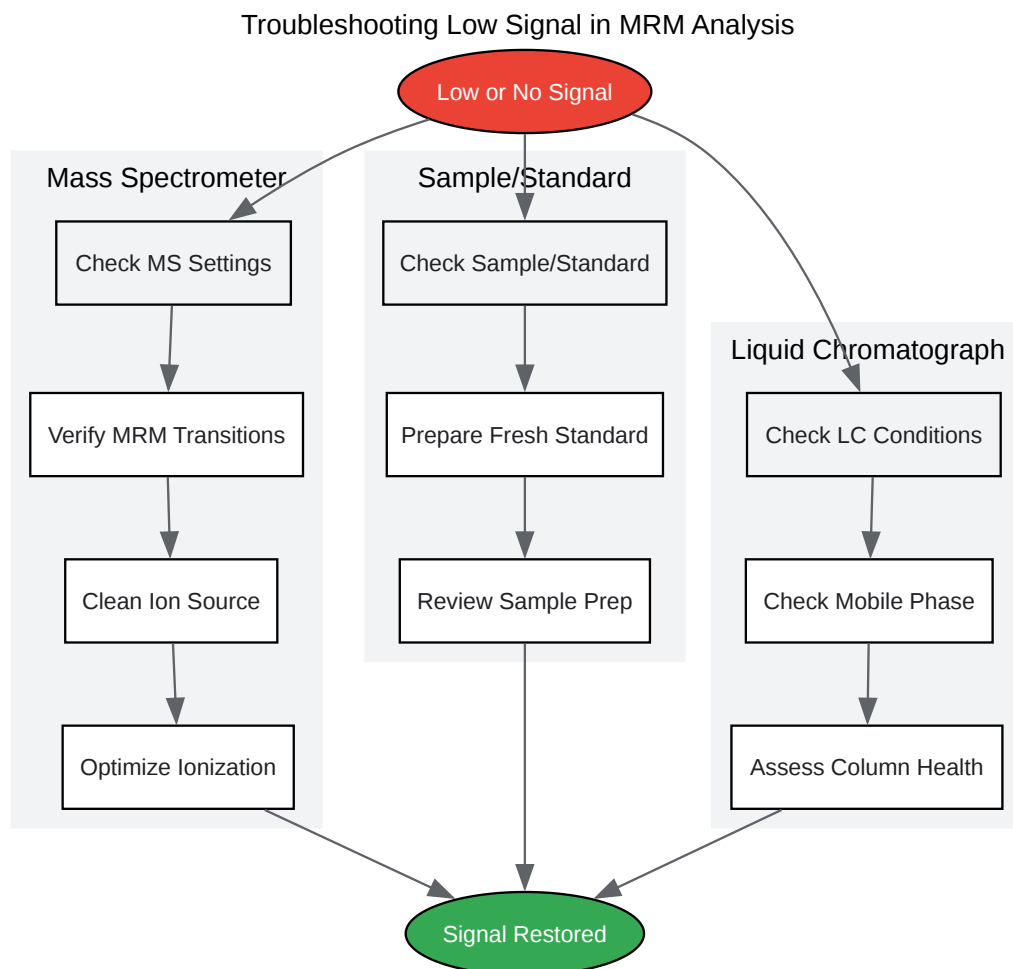 Troubleshooting Low Signal in MRM Analysis
Low or No Signal
Mass Spectrometer
Check MS Settings
Verify MRM Transitions
Clean Ion Source
Optimize Ionization
Sample/Standard
Check Sample/Standard
Prepare Fresh Standard
Review Sample Prep
Liquid Chromatograph
Check LC Conditions
Check Mobile Phase
Assess Column Health
Signal Restored